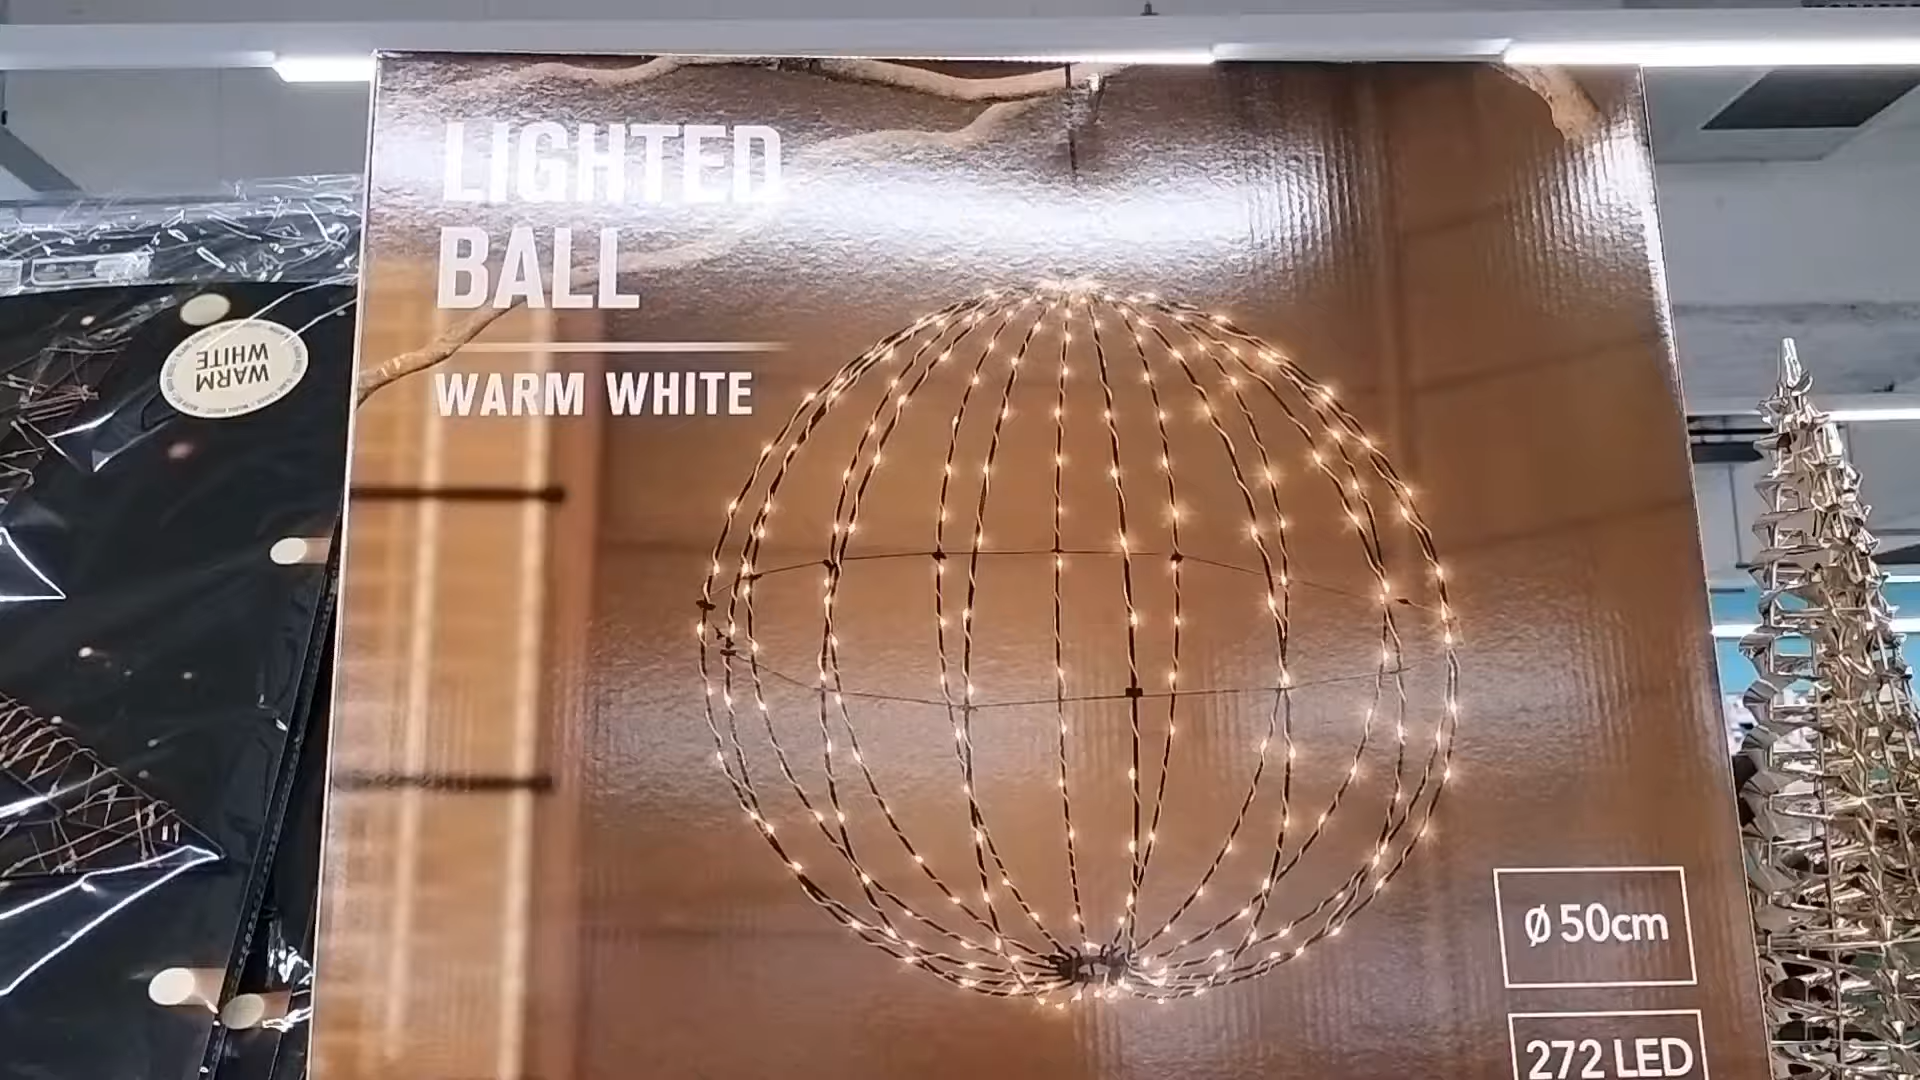 LIGHTED
BALL
WARM WHITE
WARM
WHITE
Ø 50cm
272 LED